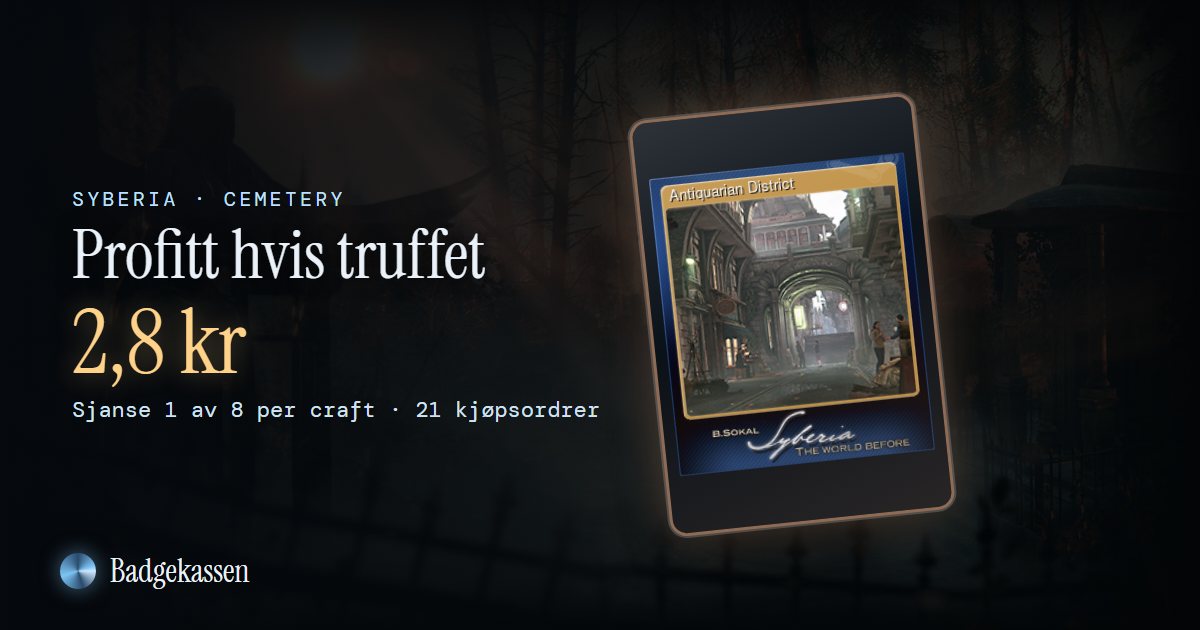 SYBERIA · CEMETERY
Profitt hvis truffet
2,8 kr
Sjanse 1 av 8 per craft · 21 kjøpsordrer
Antiquarian District
B.SOKAL
Syberia
THE WORLD BEFORE
Badgekassen